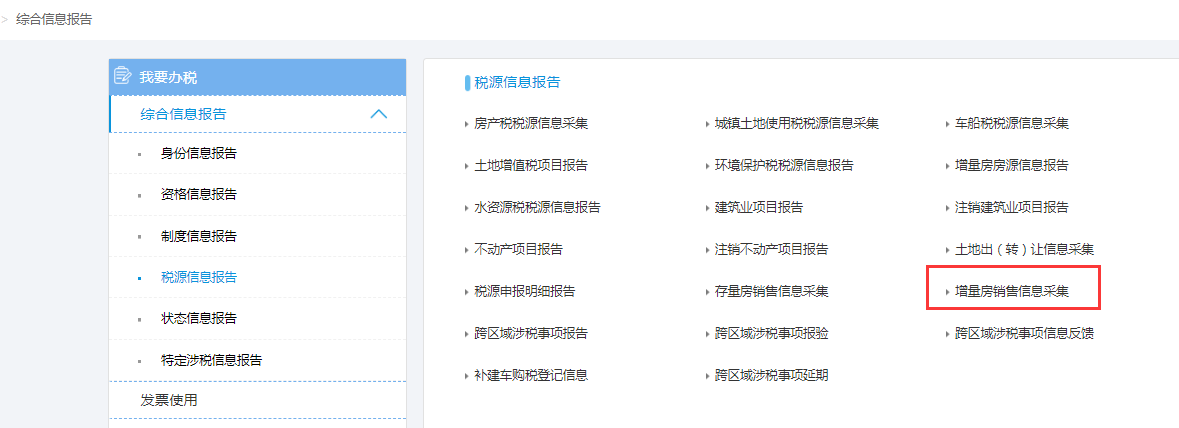 > 综合信息报告
我要办税
综合信息报告
身份信息报告
资格信息报告
制度信息报告
税源信息报告
状态信息报告
特定涉税信息报告
发票使用
税源信息报告
房产税税源信息采集 城镇土地使用税税源信息采集 车船税税源信息采集
土地增值税项目报告 环境保护税税源信息报告 增量房房源信息报告
水资源税税源信息报告 建筑业项目报告 注销建筑业项目报告
不动产项目报告 注销不动产项目报告 土地出（转）让信息采集
税源申报明细报告 存量房销售信息采集 增量房销售信息采集
跨区域涉税事项报告 跨区域涉税事项报验 跨区域涉税事项信息反馈
补建车购税登记信息 跨区域涉税事项延期